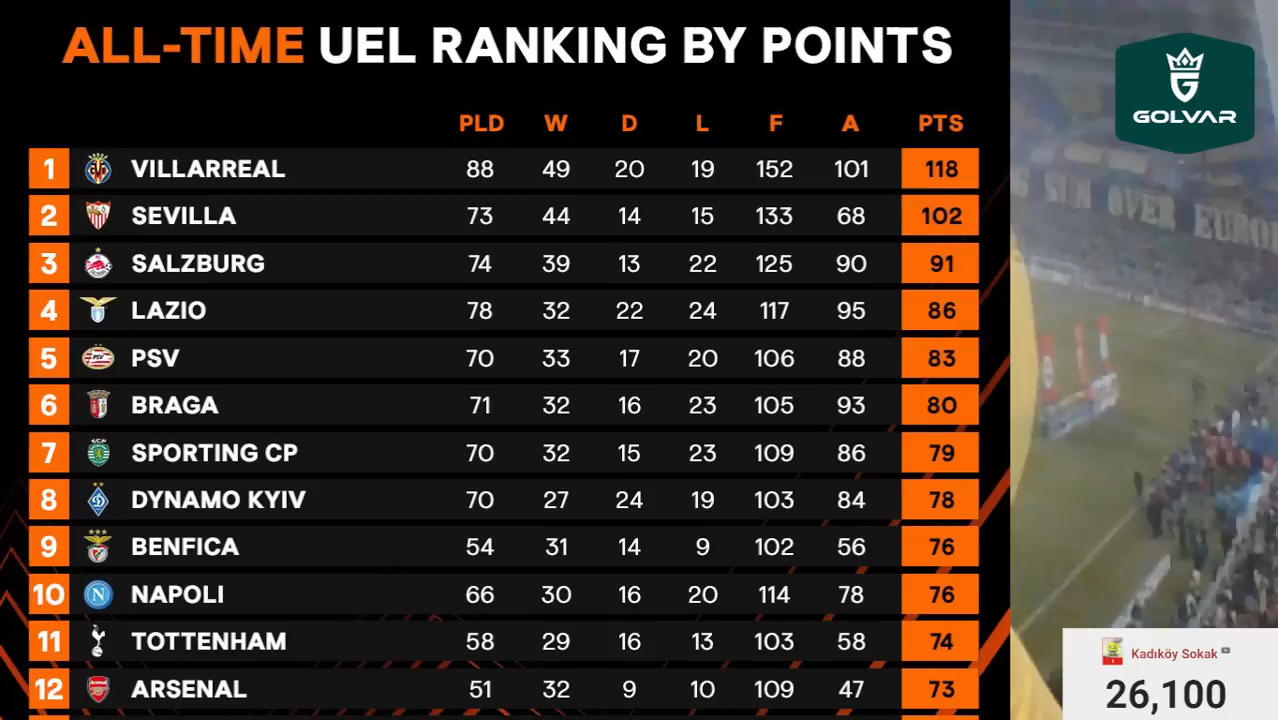 ALL-TIME UEL RANKING BY POINTS
PLD W D L F A PTS
1 VILLARREAL 88 49 20 19 152 101 118
2 SEVILLA 73 44 14 15 133 68 102
3 SALZBURG 74 39 13 22 125 90 91
4 LAZIO 78 32 22 24 117 95 86
5 PSV 70 33 17 20 106 88 83
6 BRAGA 71 32 16 23 105 93 80
7 SPORTING CP 70 32 15 23 109 86 79
8 DYNAMO KYIV 70 27 24 19 103 84 78
9 BENFICA 54 31 14 9 102 56 76
10 NAPOLI 66 30 16 20 114 78 76
11 TOTTENHAM 58 29 16 13 103 58 74
12 ARSENAL 51 32 9 10 109 47 73
GOLVAR
SUN OVER EUROP
Kadıköy Sokak
26,100